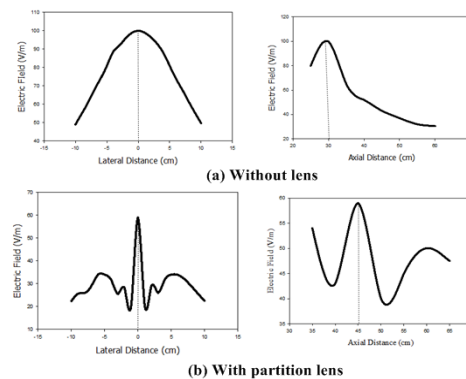 110
100
90
80
70
60
50
40
Electric Field (V/m)
-15 -10 -5 0 5 10 15
Lateral Distance (cm)
120
100
80
60
40
20
Electric Field (V/m)
20 30 40 50 60
Axial Distance (cm)
(a) Without lens
70
60
50
40
30
20
10
Electric Field (V/m)
-15 -10 -5 0 5 10 15
Lateral Distance (cm)
60
55
50
45
40
35
Electric Field (V/m)
30 35 40 45 50 55 60 65
Axial Distance (cm)
(b) With partition lens